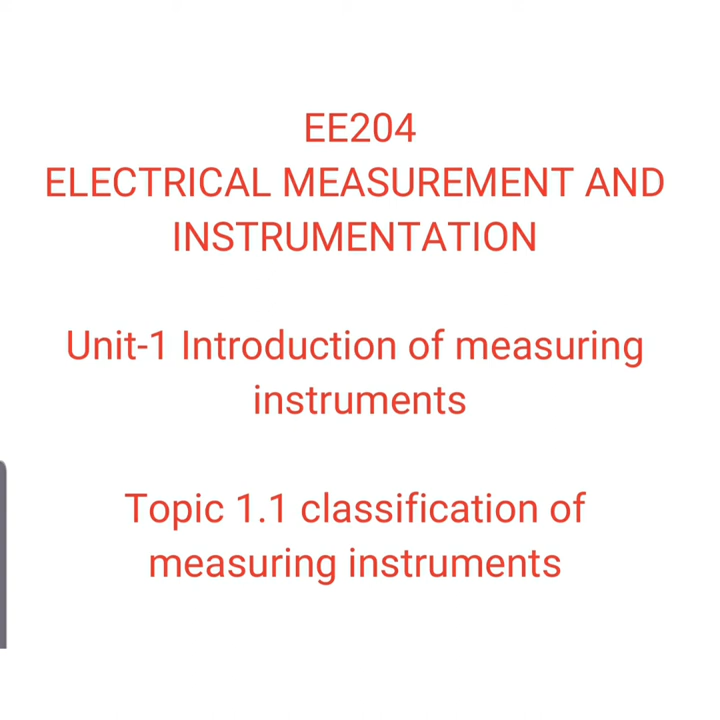 EE204
ELECTRICAL MEASUREMENT AND
INSTRUMENTATION
Unit-1 Introduction of measuring
instruments
Topic 1.1 classification of
measuring instruments